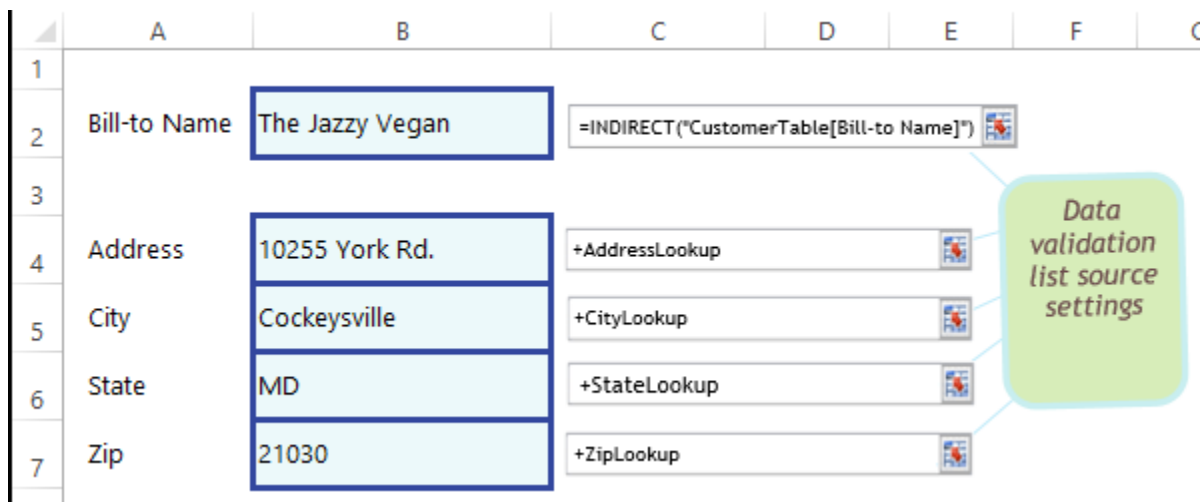 A B C D E F
1
2 Bill-to Name The Jazzy Vegan =INDIRECT("CustomerTable[Bill-to Name]")
3
4 Address 10255 York Rd. +AddressLookup
5 City Cockeysville +CityLookup
6 State MD +StateLookup
7 Zip 21030 +ZipLookup
Data
validation
list source
settings